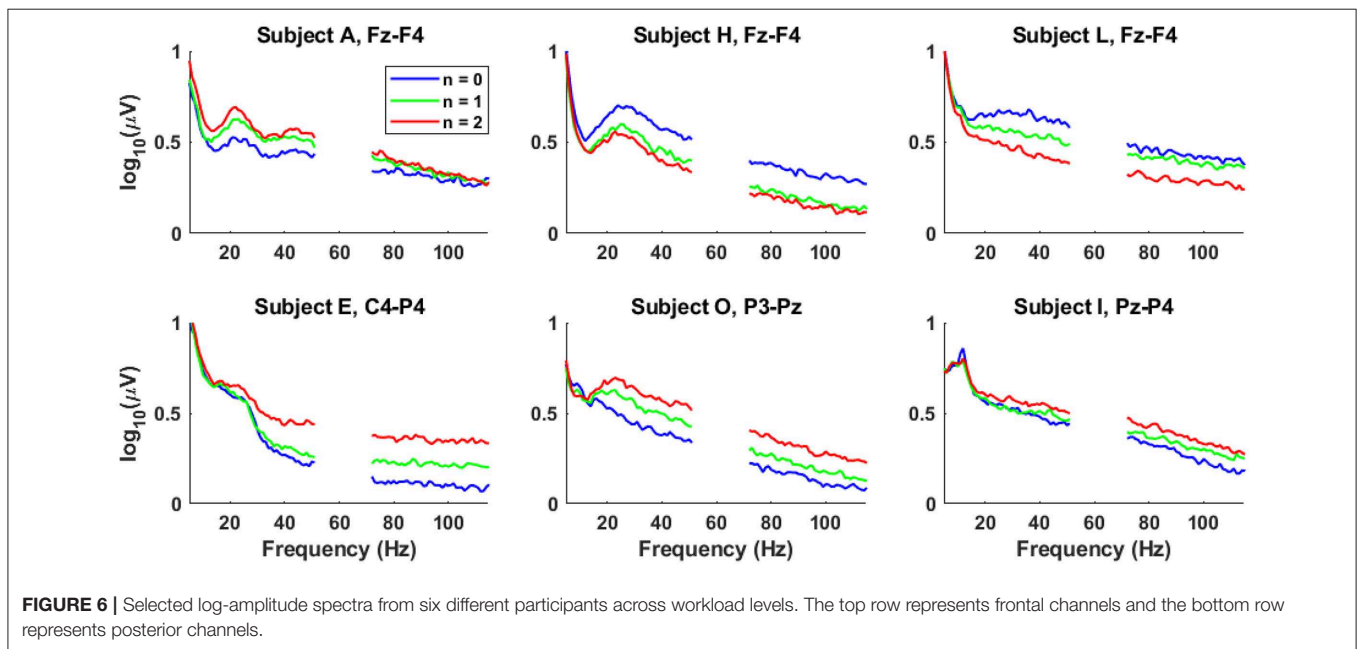 Subject A, Fz-F4
Subject H, Fz-F4
Subject L, Fz-F4
1
0.5
0
log10(μV)
n = 0
n = 1
n = 2
20 40 60 80 100
1
0.5
0
20 40 60 80 100
1
0.5
0
20 40 60 80 100
Subject E, C4-P4
Subject O, P3-Pz
Subject I, Pz-P4
1
0.5
0
log10(μV)
20 40 60 80 100
Frequency (Hz)
1
0.5
0
20 40 60 80 100
Frequency (Hz)
1
0.5
0
20 40 60 80 100
Frequency (Hz)
FIGURE 6 | Selected log-amplitude spectra from six different participants across workload levels. The top row represents frontal channels and the bottom row
represents posterior channels.